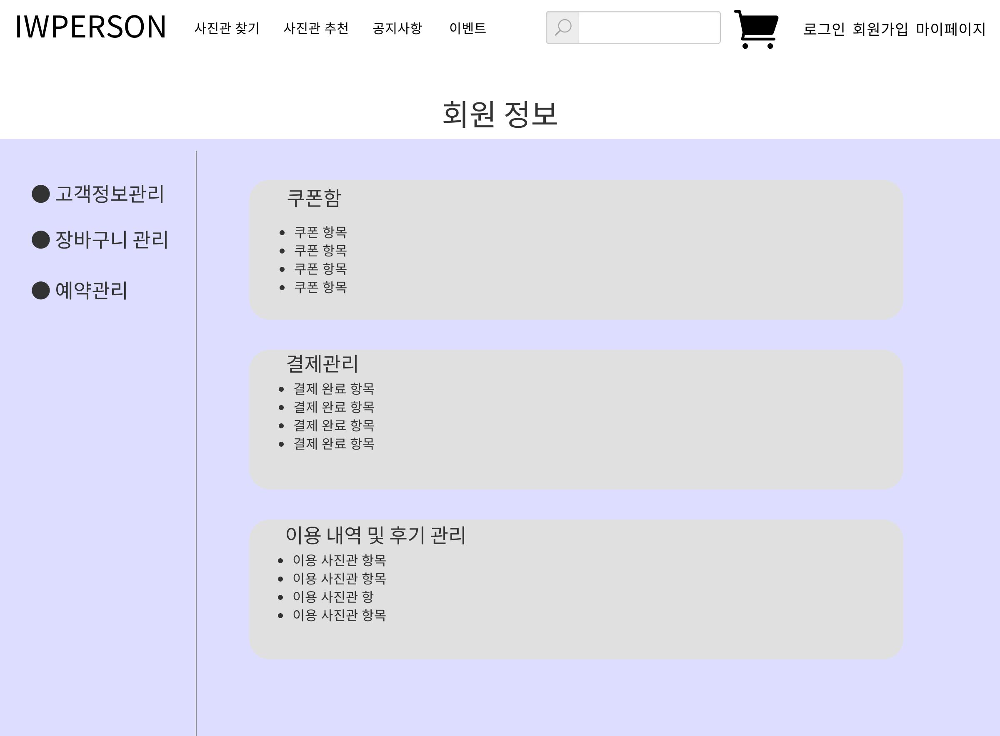 IWPERSON 사진관 찾기 사진관 추천 공지사항 이벤트 로그인 회원가입 마이페이지
회원 정보
고객정보관리
장바구니 관리
예약관리
쿠폰함
쿠폰 항목
쿠폰 항목
쿠폰 항목
쿠폰 항목
결제관리
결제 완료 항목
결제 완료 항목
결제 완료 항목
결제 완료 항목
이용 내역 및 후기 관리
이용 사진관 항목
이용 사진관 항목
이용 사진관 항
이용 사진관 항목